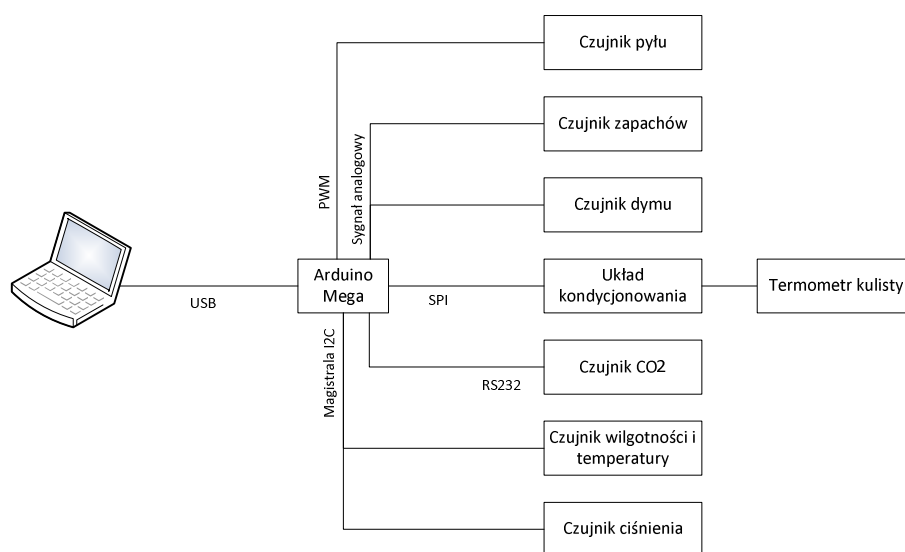 Czujnik pyłu
Czujnik zapachów
Czujnik dymu
PWM
Sygnał analogowy
Arduino
Mega
USB
SPI
Układ
kondycjonowania
Termometr kulisty
Magistrala I2C
Czujnik CO2
RS232
Czujnik wilgotności i
temperatury
Czujnik ciśnienia